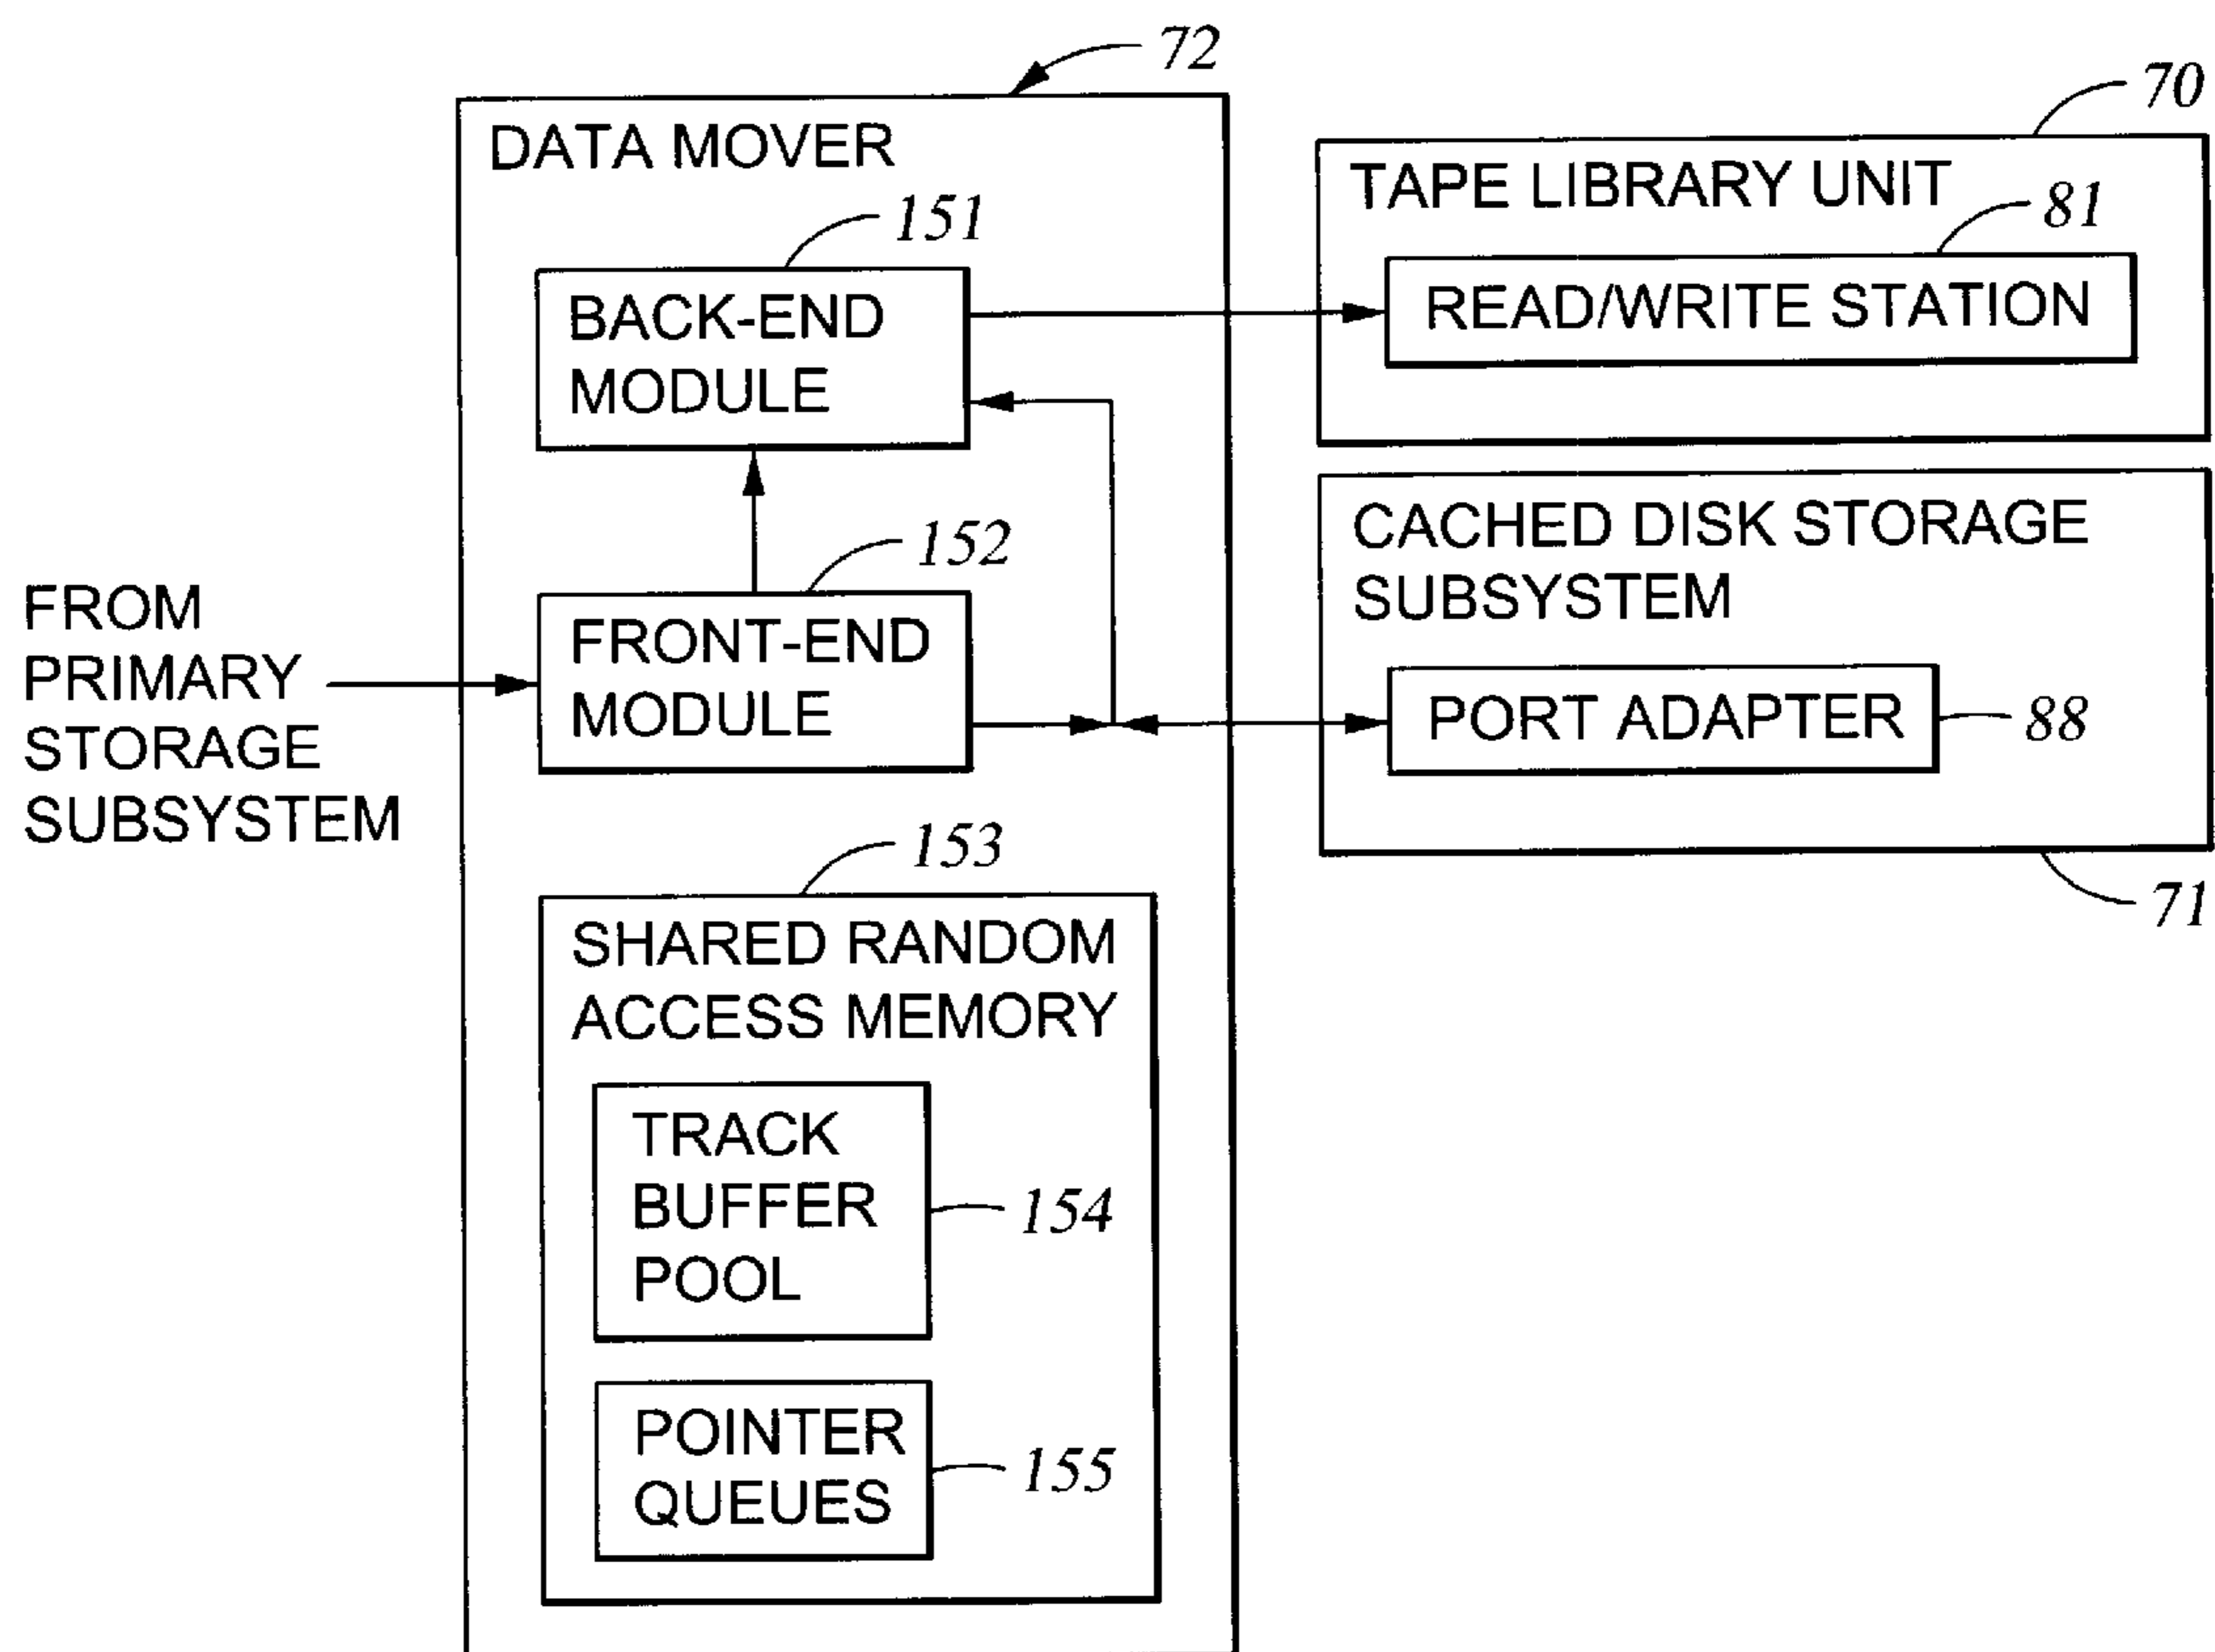 72
70
DATA MOVER
TAPE LIBRARY UNIT
151
81
BACK-END
MODULE
READ/WRITE STATION
152
CACHED DISK STORAGE
SUBSYSTEM
FROM
PRIMARY
STORAGE
SUBSYSTEM
FRONT-END
MODULE
PORT ADAPTER
88
153
71
SHARED RANDOM
ACCESS MEMORY
TRACK
BUFFER
POOL
154
POINTER
QUEUES
155